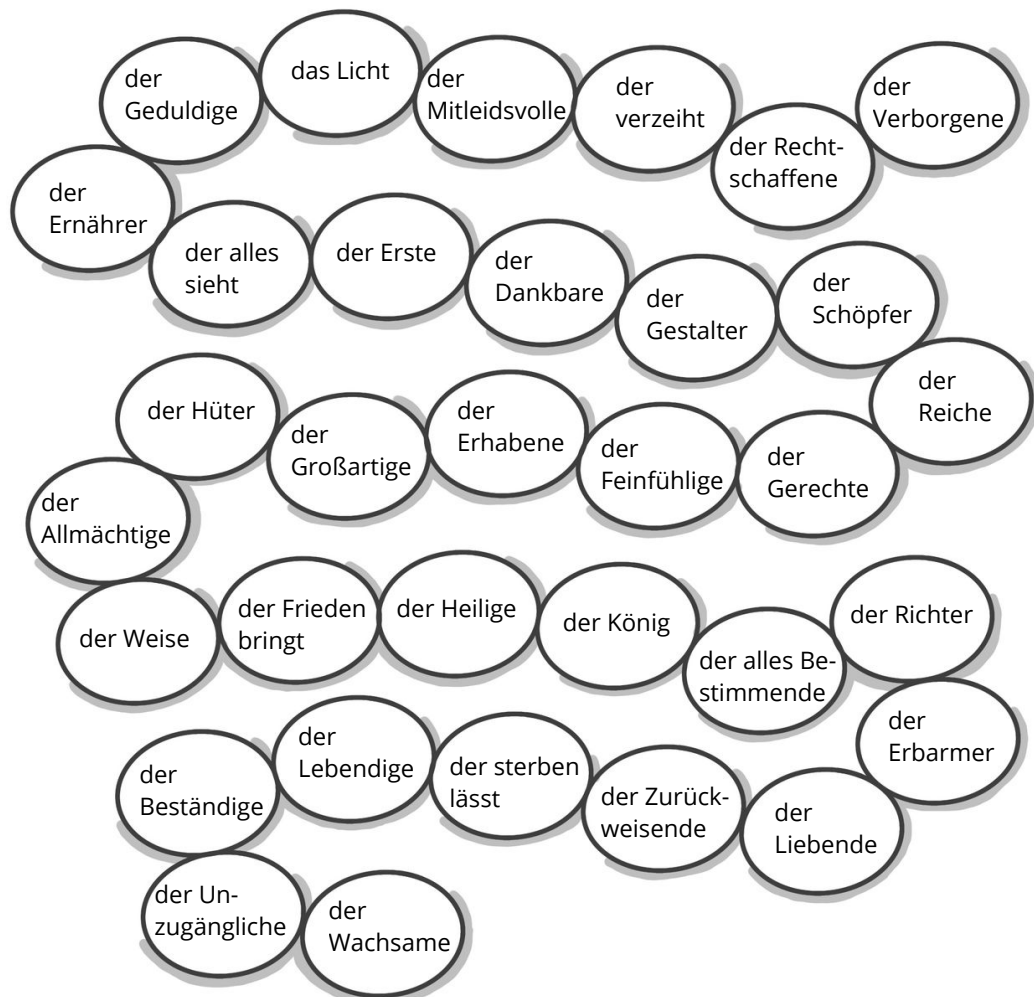 der
Geduldige
das Licht
der
Mitleidsvolle
der
verzeiht
der Recht-
schaffene
der
Verborgene
der
Ernährer
der alles
sieht
der Erste
der
Dankbare
der
Gestalter
der
Schöpfer
der
Reiche
der Hüter
der
Großartige
der
Erhabene
der
Feinfühlige
der
Gerechte
der
Allmächtige
der Weise
der Frieden
bringt
der Heilige
der König
der alles Be-
stimmende
der Richter
der
Erbarmer
der
Beständige
der
Lebendige
der sterben
lässt
der Zurück-
weisende
der
Liebende
der Un-
zugängliche
der
Wachsame